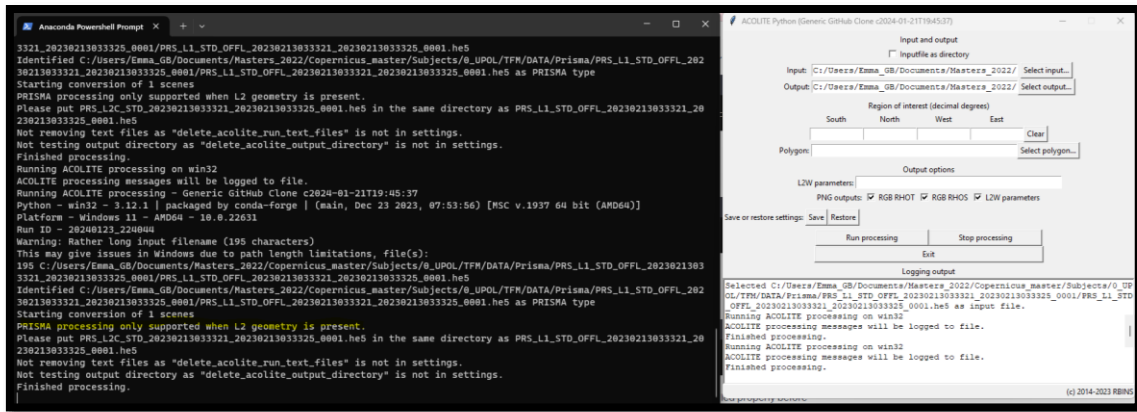 Anaconda Powershell Prompt
3321_20230213033325_0001/PRS_L1_STD_OFFL_20230213033321_20230213033325_0001.he5
Identified C:/Users/Emma_GB/Documents/Masters_2022/Copernicus_master/Subjects/0_UPOL/TFM/DATA/Prisma/PRS_L1_STD_OFFL_202
30213033321_20230213033325_0001/PRS_L1_STD_OFFL_20230213033321_20230213033325_0001.he5 as PRISMA type
Starting conversion of 1 scenes
PRISMA processing only supported when L2 geometry is present.
Please put PRS_L2C_STD_20230213033321_20230213033325_0001.he5 in the same directory as PRS_L1_STD_OFFL_20230213033321_20
230213033325_0001.he5
Not removing text files as "delete_acolite_run_text_files" is not in settings.
Not testing output directory as "delete_acolite_output_directory" is not in settings.
Finished processing.
Running ACOLITE processing on win32
ACOLITE processing messages will be logged to file.
Running ACOLITE processing - Generic GitHub Clone c2024-01-21T19:45:37
Python - win32 - 3.12.1 | packaged by conda-forge | (main, Dec 23 2023, 07:53:56) [MSC v.1937 64 bit (AMD64)]
Platform - Windows 11 - AMD64 - 10.0.22631
Run ID - 20240123_224044
Warning: Rather long input filename (195 characters)
This may give issues in Windows due to path length limitations, file(s):
195 C:/Users/Emma_GB/Documents/Masters_2022/Copernicus_master/Subjects/0_UPOL/TFM/DATA/Prisma/PRS_L1_STD_OFFL_2023021303
3321_20230213033325_0001/PRS_L1_STD_OFFL_20230213033321_20230213033325_0001.he5
Identified C:/Users/Emma_GB/Documents/Masters_2022/Copernicus_master/Subjects/0_UPOL/TFM/DATA/Prisma/PRS_L1_STD_OFFL_202
30213033321_20230213033325_0001/PRS_L1_STD_OFFL_20230213033321_20230213033325_0001.he5 as PRISMA type
Starting conversion of 1 scenes
PRISMA processing only supported when L2 geometry is present.
Please put PRS_L2C_STD_20230213033321_20230213033325_0001.he5 in the same directory as PRS_L1_STD_OFFL_20230213033321_20
230213033325_0001.he5
Not removing text files as "delete_acolite_run_text_files" is not in settings.
Not testing output directory as "delete_acolite_output_directory" is not in settings.
Finished processing.
ACOLITE Python (Generic GitHub Clone c2024-01-21T19:45:37)
Input and output
Inputfile as directory
Input: C:/Users/Emma_GB/Documents/Masters_2022/ Select input...
Output: C:/Users/Emma_GB/Documents/Masters_2022/ Select output...
Region of interest (decimal degrees)
South North West East
Clear
Polygon: Select polygon...
Output options
L2W parameters:
PNG outputs: RGB RHOT RGB RHOS L2W parameters
Save or restore settings: Save Restore
Run processing Stop processing
Exit
Logging output
Selected C:/Users/Emma_GB/Documents/Masters_2022/Copernicus_master/Subjects/0_UP
OL/TFM/DATA/Prisma/PRS_L1_STD_OFFL_20230213033321_20230213033325_0001/PRS_L1_STD
_OFFL_20230213033321_20230213033325_0001.he5 as input file.
Running ACOLITE processing on win32
ACOLITE processing messages will be logged to file.
Finished processing.
Running ACOLITE processing on win32
ACOLITE processing messages will be logged to file.
Finished processing.
(c) 2014-2023 RBINS